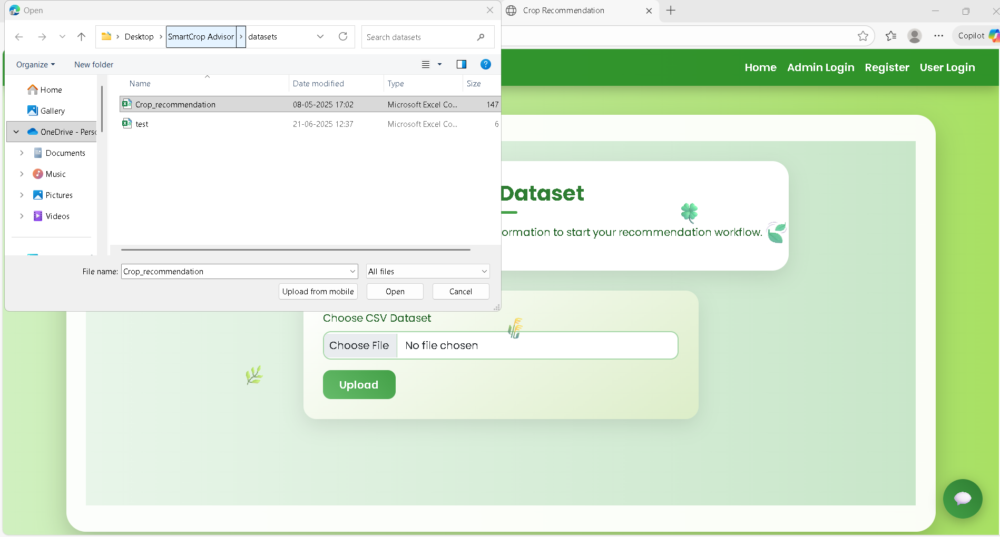 Open
Crop Recommendation
Desktop
SmartCrop Advisor
datasets
Search datasets
Copilot
Organize
New folder
Home Admin Login Register User Login
Name Date modified Type Size
Home
Gallery
OneDrive - Pers
Documents
Music
Pictures
Videos
Crop_recommendation 08-05-2025 17:02 Microsoft Excel Co... 147
test 21-06-2025 12:37 Microsoft Excel Co... 6
Dataset
ormation to start your recommendation workflow.
File name: Crop_recommendation All files
Upload from mobile Open Cancel
Choose CSV Dataset
Choose File No file chosen
Upload